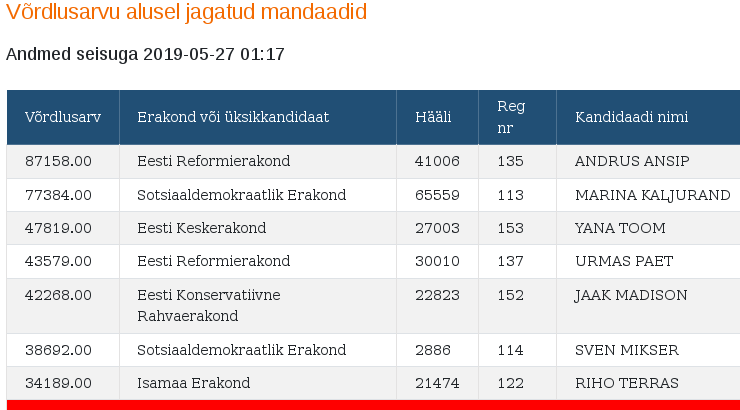 Võrdlusarvu alusel jagatud mandaadid
Andmed seisuga 2019-05-27 01:17
Võrdlusarv Erakond või üksikkandidaat Hääli Reg nr Kandidaadi nimi
87158.00 Eesti Reformierakond 41006 135 ANDRUS ANSIP
77384.00 Sotsiaaldemokraatlik Erakond 65559 113 MARINA KALJURAND
47819.00 Eesti Keskerakond 27003 153 YANA TOOM
43579.00 Eesti Reformierakond 30010 137 URMAS PAET
42268.00 Eesti Konservatiivne Rahvaerakond 22823 152 JAAK MADISON
38692.00 Sotsiaaldemokraatlik Erakond 2886 114 SVEN MIKSER
34189.00 Isamaa Erakond 21474 122 RIHO TERRAS